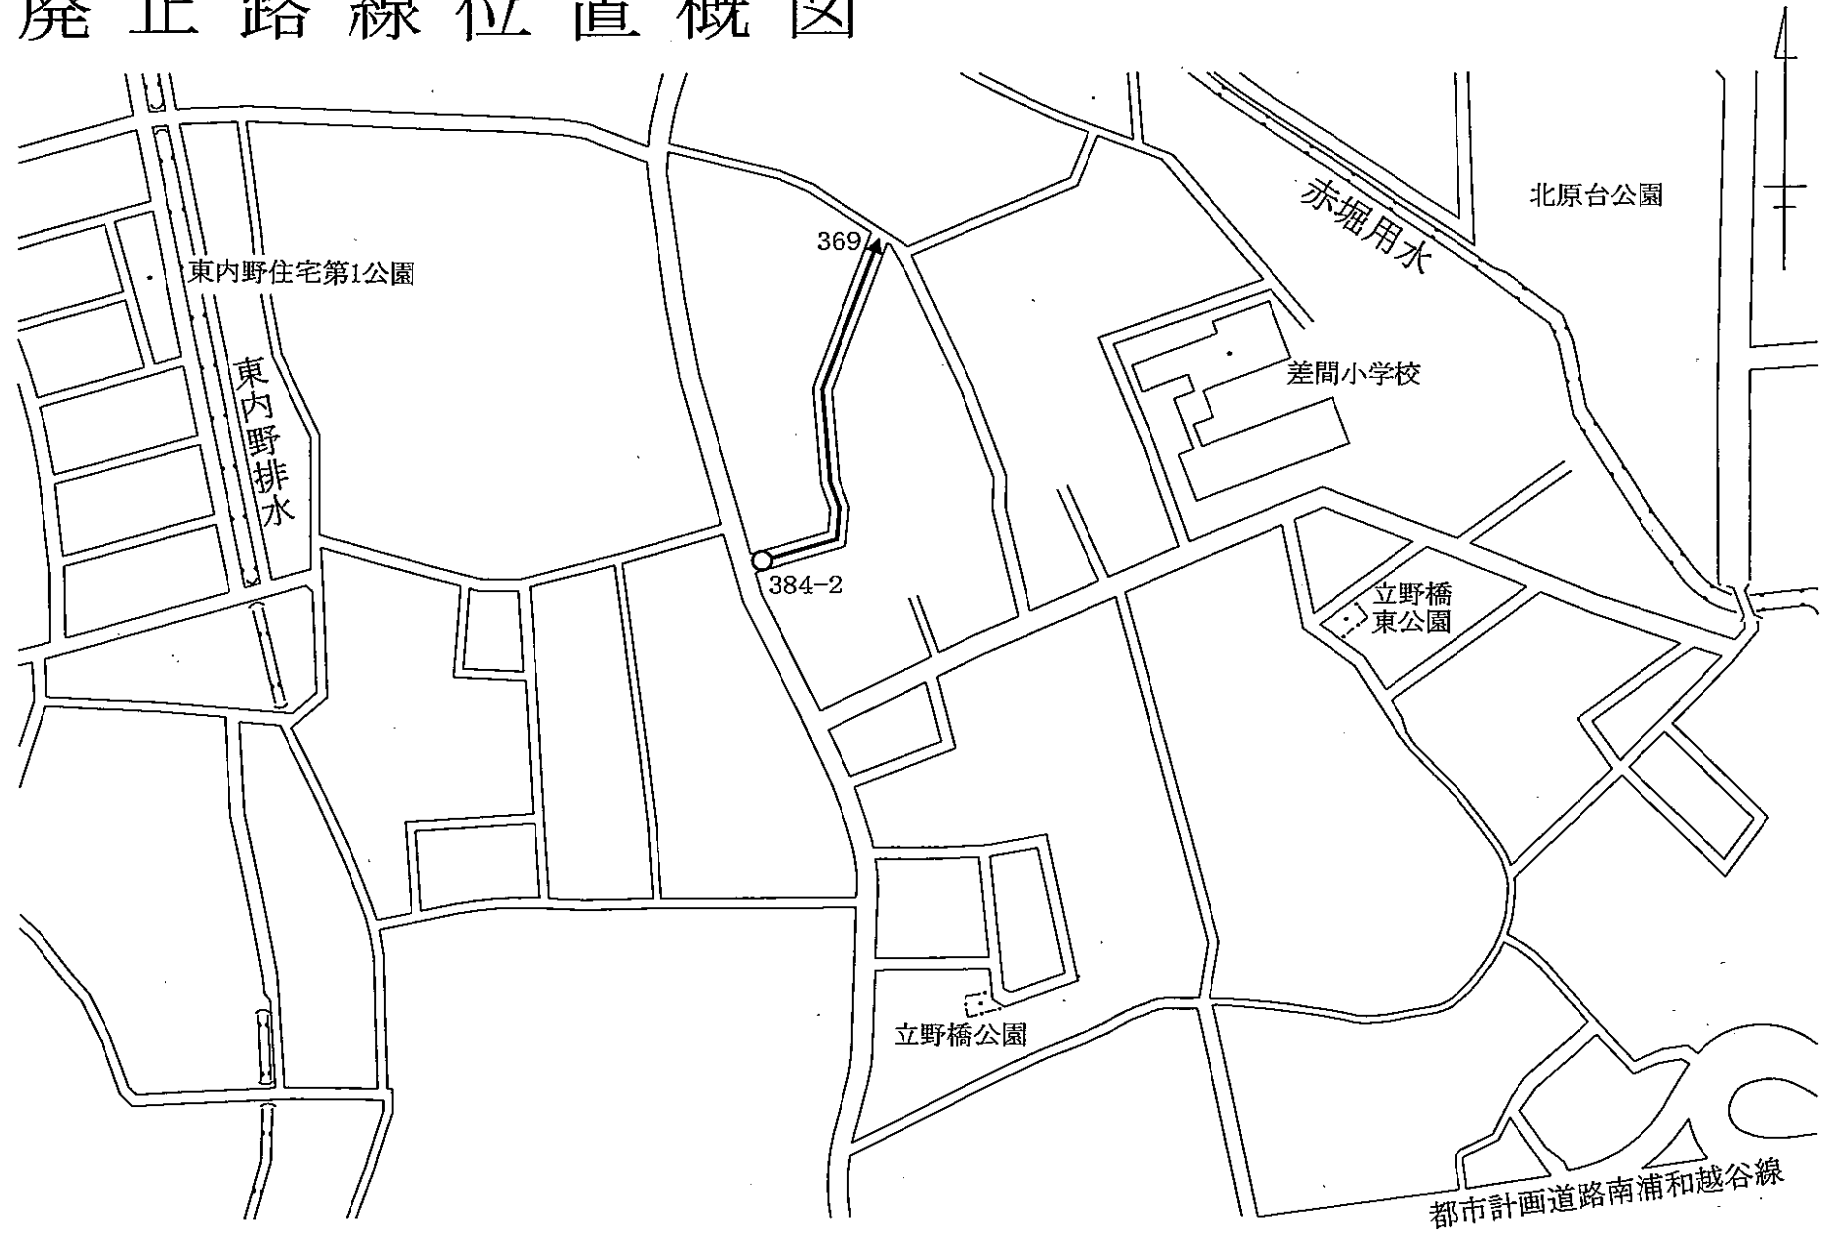 廃止路線位置概図
北原台公園
赤堀用水
369
東内野住宅第1公園
東内野排水
差間小学校
384-2
立野橋
東公園
立野橋公園
都市計画道路南浦和越谷線